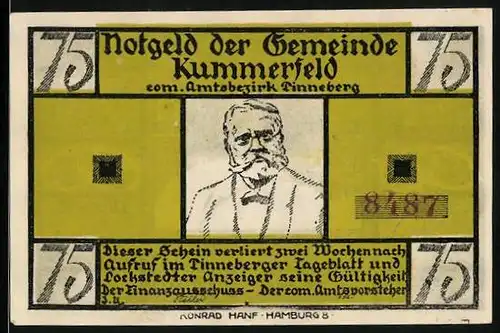 75 Notgeld der Gemeinde 75
Kummerfeld
com. Amtsbezirk Pinneberg
8487
75 Dieser Schein verliert zwei Wochen nach 75
Aufruf im Pinneberger Tageblatt und
Lockstedter Anzeiger seine Gültigkeit
Der Finanzausschuss - Der com. Amtsvorsteher
J.U.
KONRAD HANF - HAMBURG 8